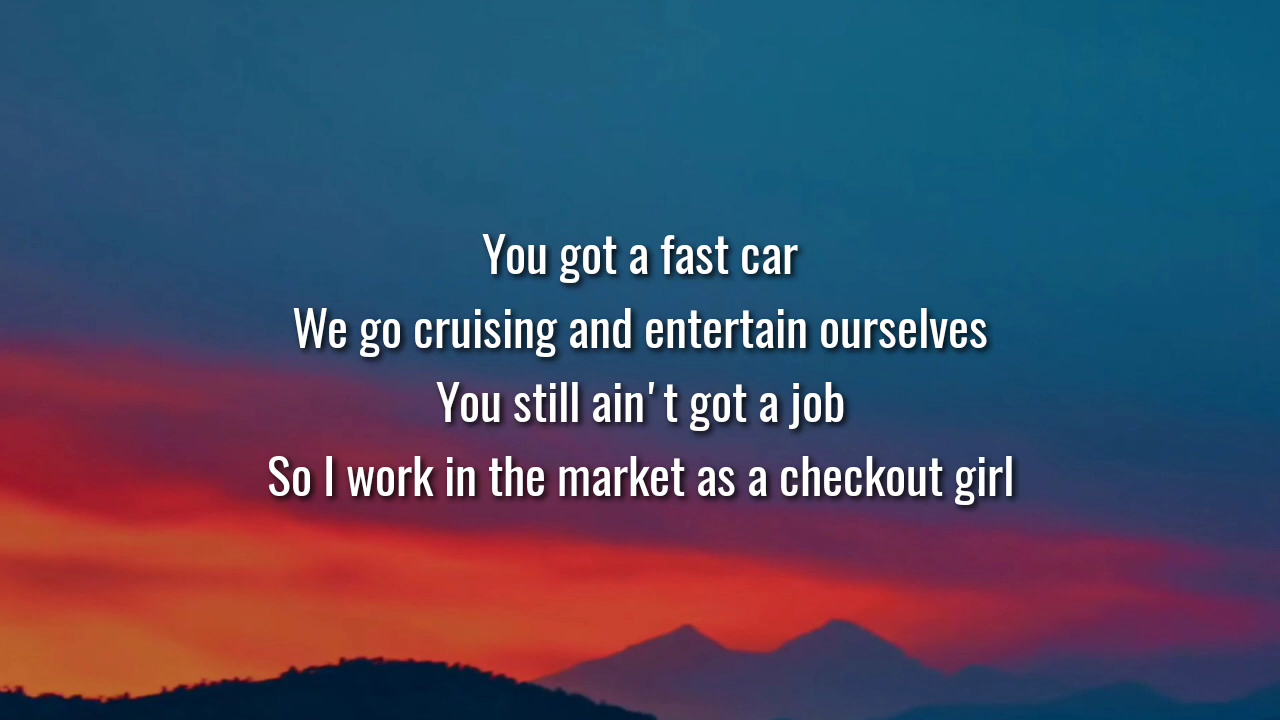 You got a fast car
We go cruising and entertain ourselves
You still ain't got a job
So I work in the market as a checkout girl